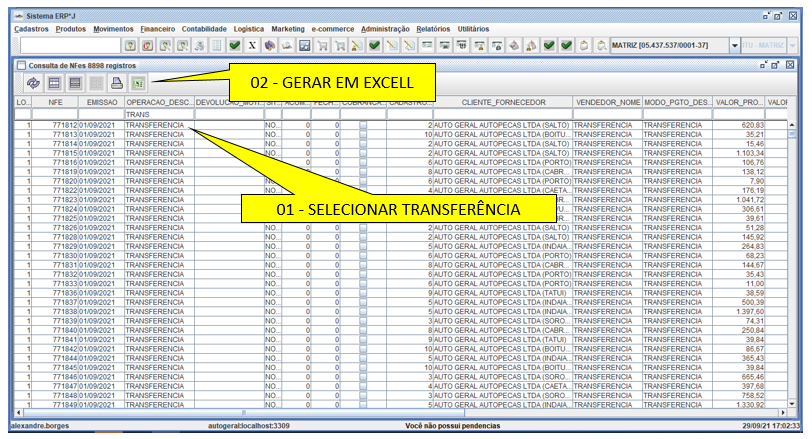 Sistema ERP*J
Cadastros Produtos Movimentos Financeiro Contabilidade Logística Marketing e-commerce Administração Relatórios Utilitários
MATRIZ [05.437.537/0001-37] ITU - MATRIZ
Consulta de NFes 8898 registros
02 - GERAR EM EXCELL
LO... NFE EMISSAO OPERACAO_DESC... DEVOLUCAO_MOTI... SIT... ACUM... FECH... COBRANCA... CADASTRO... CLIENTE_FORNECEDOR VENDEDOR_NOME MODO_PGTO_DES... VALOR_PRO... VALOR
TRANS
1 771812 01/09/2021 TRANSFERENCIA NO... 0 0 2 AUTO GERAL AUTOPECAS LTDA (SALTO) TRANSFERENCIA TRANSFERENCIA 620,83
1 771813 01/09/2021 TRANSFERENCIA NO... 0 0 10 AUTO GERAL AUTOPECAS LTDA (BOITU... TRANSFERENCIA TRANSFERENCIA 35,21
1 771814 01/09/2021 TRANSFERENCIA NO... 0 0 2 AUTO GERAL AUTOPECAS LTDA (SALTO) TRANSFERENCIA TRANSFERENCIA 15,46
1 771815 01/09/2021 TRANSFERENCIA NO... 0 0 2 AUTO GERAL AUTOPECAS LTDA (SALTO) TRANSFERENCIA TRANSFERENCIA 1.103,34
1 771816 01/09/2021 TRANSFERENCIA NO... 0 0 6 AUTO GERAL AUTOPECAS LTDA (PORTO) TRANSFERENCIA TRANSFERENCIA 106,76
1 771819 01/09/2021 TRANSFERENCIA NO... 0 0 8 AUTO GERAL AUTOPECAS LTDA (CABR... TRANSFERENCIA TRANSFERENCIA 138,12
1 771820 01/09/2021 TRANSFERENCIA NO... 0 0 6 AUTO GERAL AUTOPECAS LTDA (PORTO) TRANSFERENCIA TRANSFERENCIA 7,90
1 771822 01/09/2021 TRANSFERENCIA NO... 0 0 4 AUTO GERAL AUTOPECAS LTDA (CAETA... TRANSFERENCIA TRANSFERENCIA 176,19
1 771823 01/09/2021 TRANSFERENCIA BR... TRANSFERENCIA TRANSFERENCIA 1.041,72
01 - SELECIONAR TRANSFERÊNCIA
1 771824 01/09/2021 TRANSFERENCIA TRANSFERENCIA TRANSFERENCIA 306,61
1 771825 01/09/2021 TRANSFERENCIA TRANSFERENCIA TRANSFERENCIA 39,61
1 771826 01/09/2021 TRANSFERENCIA NO... 0 0 2 AUTO GERAL AUTOPECAS LTDA (SALTO) TRANSFERENCIA TRANSFERENCIA 51,28
1 771828 01/09/2021 TRANSFERENCIA NO... 0 0 2 AUTO GERAL AUTOPECAS LTDA (SALTO) TRANSFERENCIA TRANSFERENCIA 145,92
1 771829 01/09/2021 TRANSFERENCIA NO... 0 0 5 AUTO GERAL AUTOPECAS LTDA (INDAIA... TRANSFERENCIA TRANSFERENCIA 264,83
1 771830 01/09/2021 TRANSFERENCIA NO... 0 0 6 AUTO GERAL AUTOPECAS LTDA (PORTO) TRANSFERENCIA TRANSFERENCIA 68,23
1 771831 01/09/2021 TRANSFERENCIA NO... 0 0 8 AUTO GERAL AUTOPECAS LTDA (CABR... TRANSFERENCIA TRANSFERENCIA 144,67
1 771833 01/09/2021 TRANSFERENCIA NO... 0 0 6 AUTO GERAL AUTOPECAS LTDA (PORTO) TRANSFERENCIA TRANSFERENCIA 35,43
1 771835 01/09/2021 TRANSFERENCIA NO... 0 0 6 AUTO GERAL AUTOPECAS LTDA (PORTO) TRANSFERENCIA TRANSFERENCIA 11,00
1 771836 01/09/2021 TRANSFERENCIA NO... 0 0 9 AUTO GERAL AUTOPECAS LTDA (TATUI) TRANSFERENCIA TRANSFERENCIA 38,59
1 771837 01/09/2021 TRANSFERENCIA NO... 0 0 5 AUTO GERAL AUTOPECAS LTDA (INDAIA... TRANSFERENCIA TRANSFERENCIA 500,39
1 771838 01/09/2021 TRANSFERENCIA NO... 0 0 5 AUTO GERAL AUTOPECAS LTDA (INDAIA... TRANSFERENCIA TRANSFERENCIA 1.397,60
1 771839 01/09/2021 TRANSFERENCIA NO... 0 0 3 AUTO GERAL AUTOPECAS LTDA (SORO... TRANSFERENCIA TRANSFERENCIA 74,31
1 771840 01/09/2021 TRANSFERENCIA NO... 0 0 8 AUTO GERAL AUTOPECAS LTDA (CABR... TRANSFERENCIA TRANSFERENCIA 250,84
1 771841 01/09/2021 TRANSFERENCIA NO... 0 0 9 AUTO GERAL AUTOPECAS LTDA (TATUI) TRANSFERENCIA TRANSFERENCIA 39,84
1 771842 01/09/2021 TRANSFERENCIA NO... 0 0 10 AUTO GERAL AUTOPECAS LTDA (BOITU... TRANSFERENCIA TRANSFERENCIA 86,67
1 771844 01/09/2021 TRANSFERENCIA NO... 0 0 5 AUTO GERAL AUTOPECAS LTDA (INDAIA... TRANSFERENCIA TRANSFERENCIA 365,43
1 771845 01/09/2021 TRANSFERENCIA NO... 0 0 10 AUTO GERAL AUTOPECAS LTDA (BOITU... TRANSFERENCIA TRANSFERENCIA 39,84
1 771846 01/09/2021 TRANSFERENCIA NO... 0 0 3 AUTO GERAL AUTOPECAS LTDA (SORO... TRANSFERENCIA TRANSFERENCIA 665,46
1 771847 01/09/2021 TRANSFERENCIA NO... 0 0 4 AUTO GERAL AUTOPECAS LTDA (CAETA... TRANSFERENCIA TRANSFERENCIA 397,68
1 771848 01/09/2021 TRANSFERENCIA NO... 0 0 3 AUTO GERAL AUTOPECAS LTDA (SORO... TRANSFERENCIA TRANSFERENCIA 758,52
1 771849 01/09/2021 TRANSFERENCIA NO... 0 0 5 AUTO GERAL AUTOPECAS LTDA (INDAIA... TRANSFERENCIA TRANSFERENCIA 1.330,92
alexandre.borges autogeral:localhost:3309 Você não possui pendencias 29/09/21 17:02:33